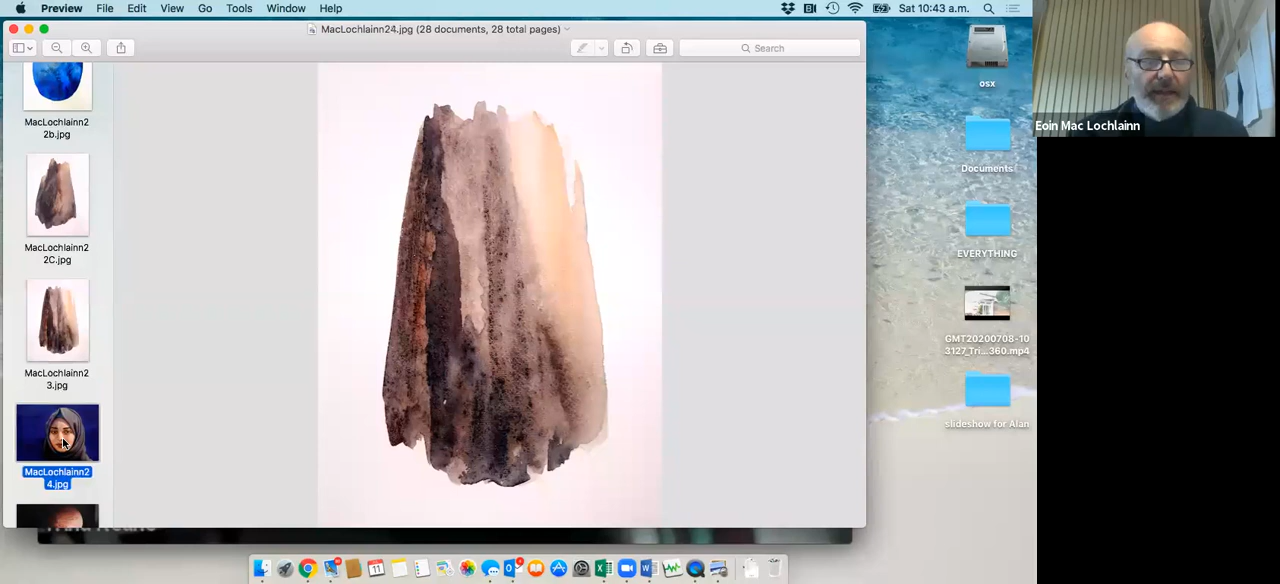 Preview File Edit View Go Tools Window Help
Sat 10:43 a.m.
MacLochlainn24.jpg (28 documents, 28 total pages)
Search
MacLochlainn2
2b.jpg
MacLochlainn2
2C.jpg
MacLochlainn2
3.jpg
MacLochlainn2
4.jpg
osx
Documents
EVERYTHING
GMT20200708-10
3127_Tri...360.mp4
slideshow for Alan
Eoin Mac Lochlainn
11